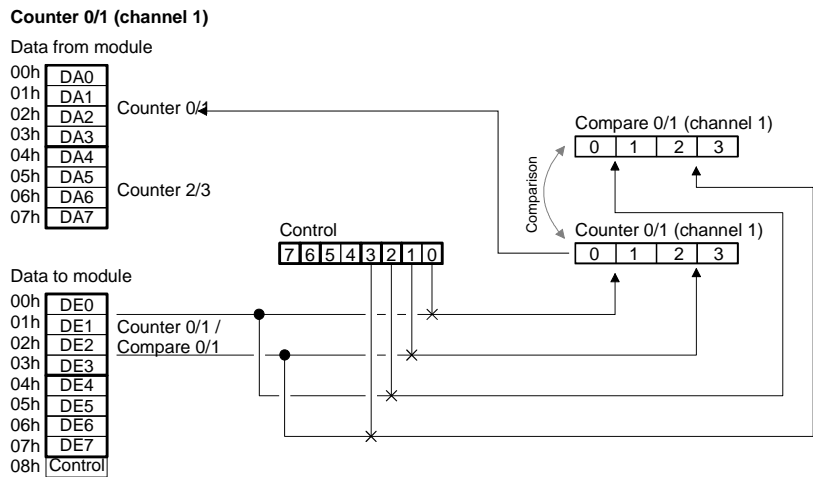 Counter 0/1 (channel 1)
Data from module
00h DA0
01h DA1
02h DA2
03h DA3
04h DA4
05h DA5
06h DA6
07h DA7
Counter 0/1
Counter 2/3
Compare 0/1 (channel 1)
0 1 2 3
Comparison
Counter 0/1 (channel 1)
0 1 2 3
Control
7 6 5 4 3 2 1 0
Data to module
00h DE0
01h DE1
02h DE2
03h DE3
04h DE4
05h DE5
06h DE6
07h DE7
08h Control
Counter 0/1 /
Compare 0/1